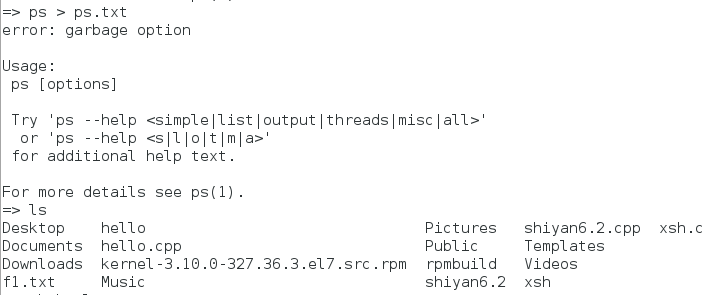 => ps > ps.txt
error: garbage option

Usage:
 ps [options]

 Try 'ps --help <simple|list|output|threads|misc|all>'
  or 'ps --help <s|l|o|t|m|a>'
 for additional help text.

For more details see ps(1).
=> ls
Desktop    hello                               Pictures   shiyan6.2.cpp  xsh.c
Documents  hello.cpp                           Public     Templates
Downloads  kernel-3.10.0-327.36.3.el7.src.rpm  rpmbuild   Videos
f1.txt     Music                               shiyan6.2  xsh